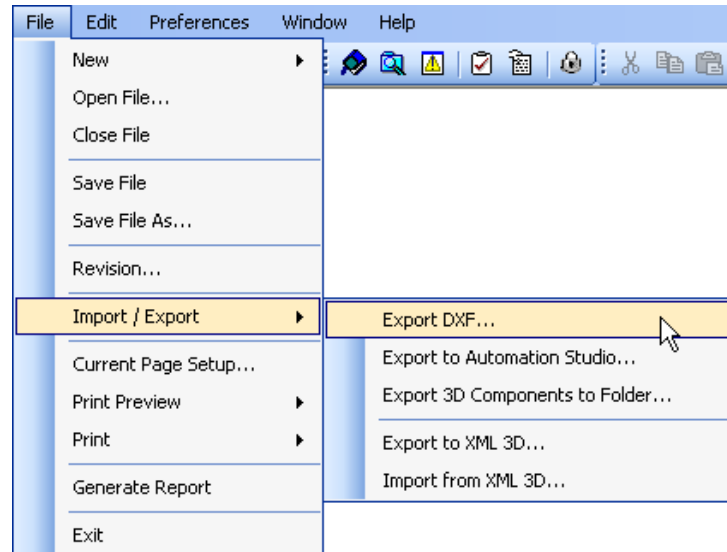 File Edit Preferences Window Help
New
Open File...
Close File
Save File
Save File As...
Revision...
Import / Export
Export DXF...
Current Page Setup...
Export to Automation Studio...
Print Preview
Export 3D Components to Folder...
Print
Export to XML 3D...
Generate Report
Import from XML 3D...
Exit